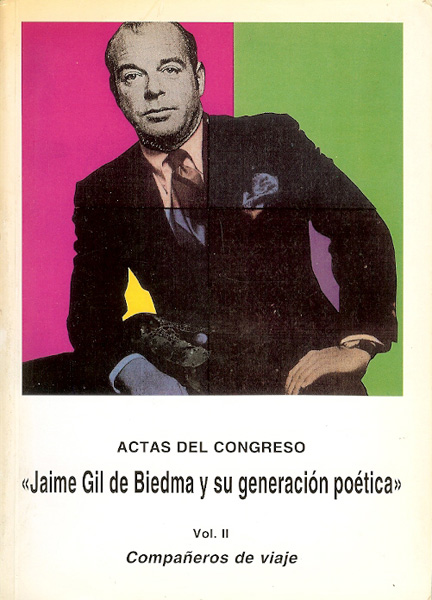 ACTAS DEL CONGRESO
«Jaime Gil de Biedma y su generación poética»
Vol. II
Compañeros de viaje